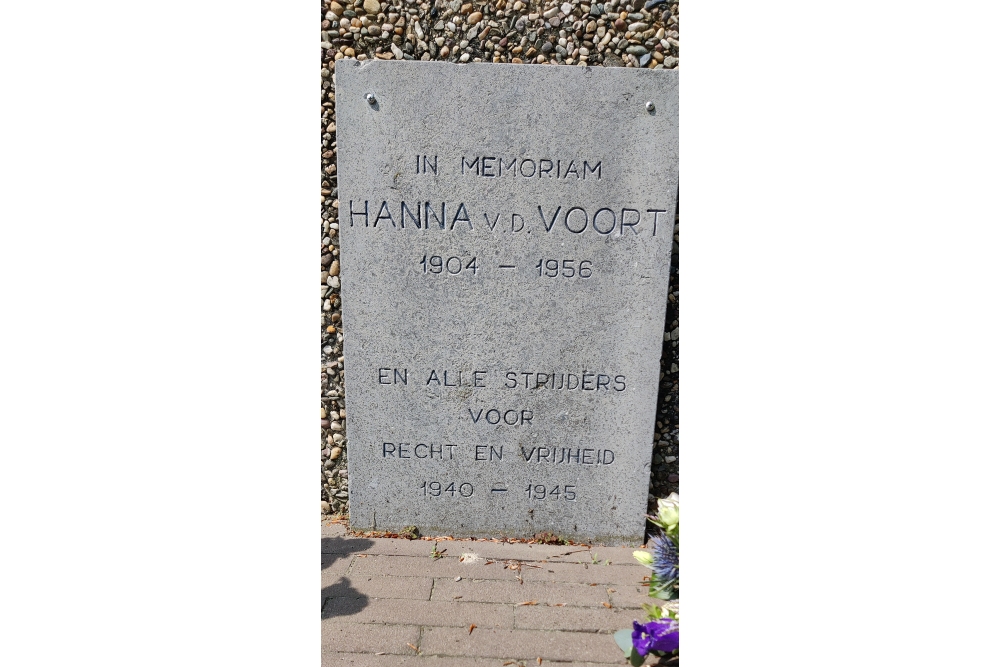 IN MEMORIAM
HANNA V.D. VOORT
1904 – 1956
EN ALLE STRIJDERS
VOOR
RECHT EN VRIJHEID
1940 – 1945